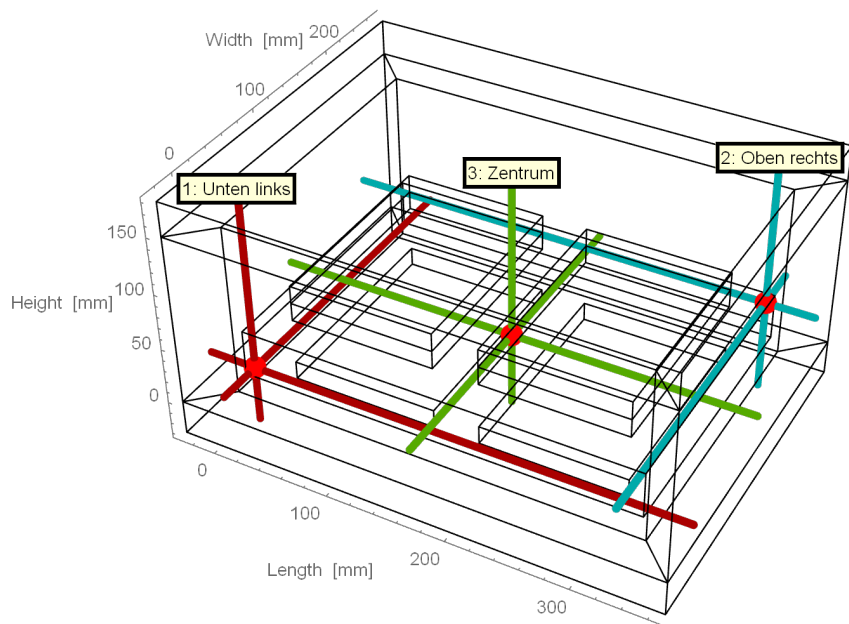 Width [mm]
200
100
0
2: Oben rechts
3: Zentrum
1: Unten links
150
100
50
0
Height [mm]
0
100
200
300
Length [mm]